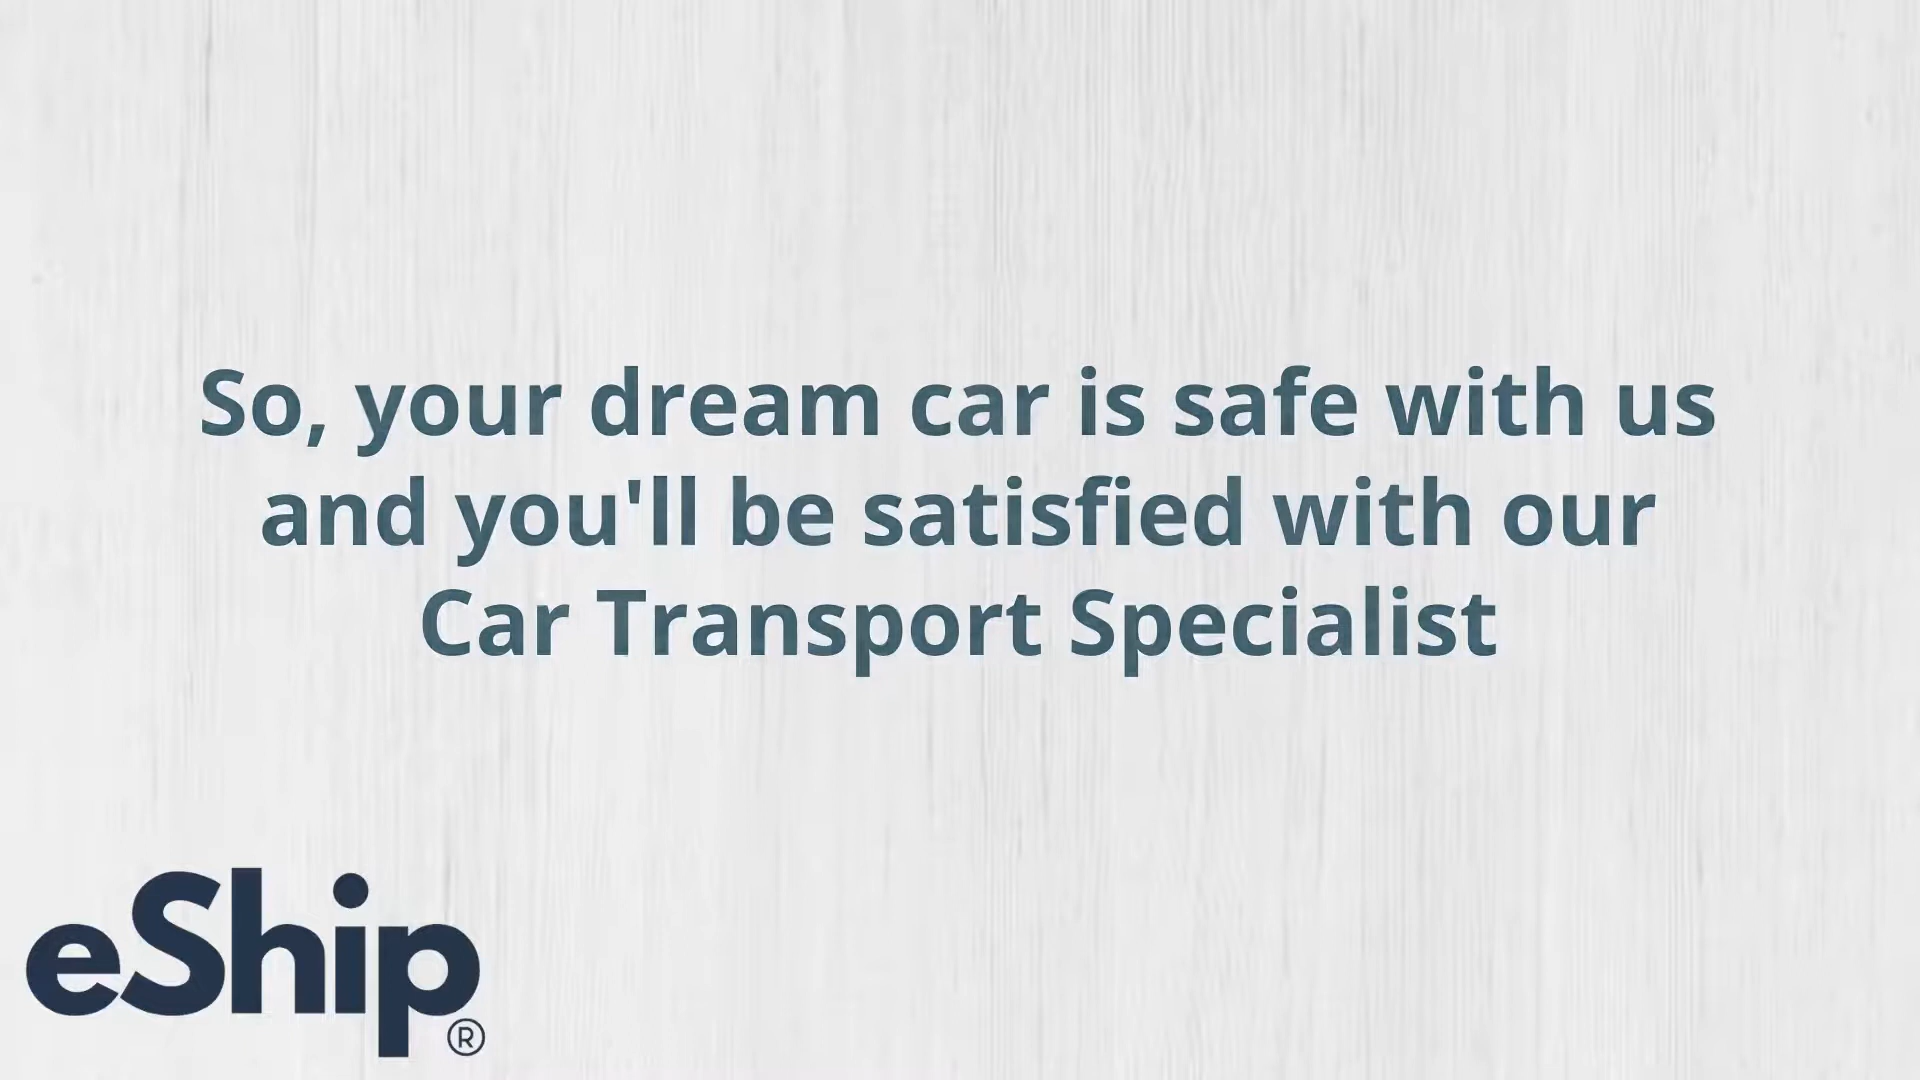 So, your dream car is safe with us
and you'll be satisfied with our
Car Transport Specialist
eShip®